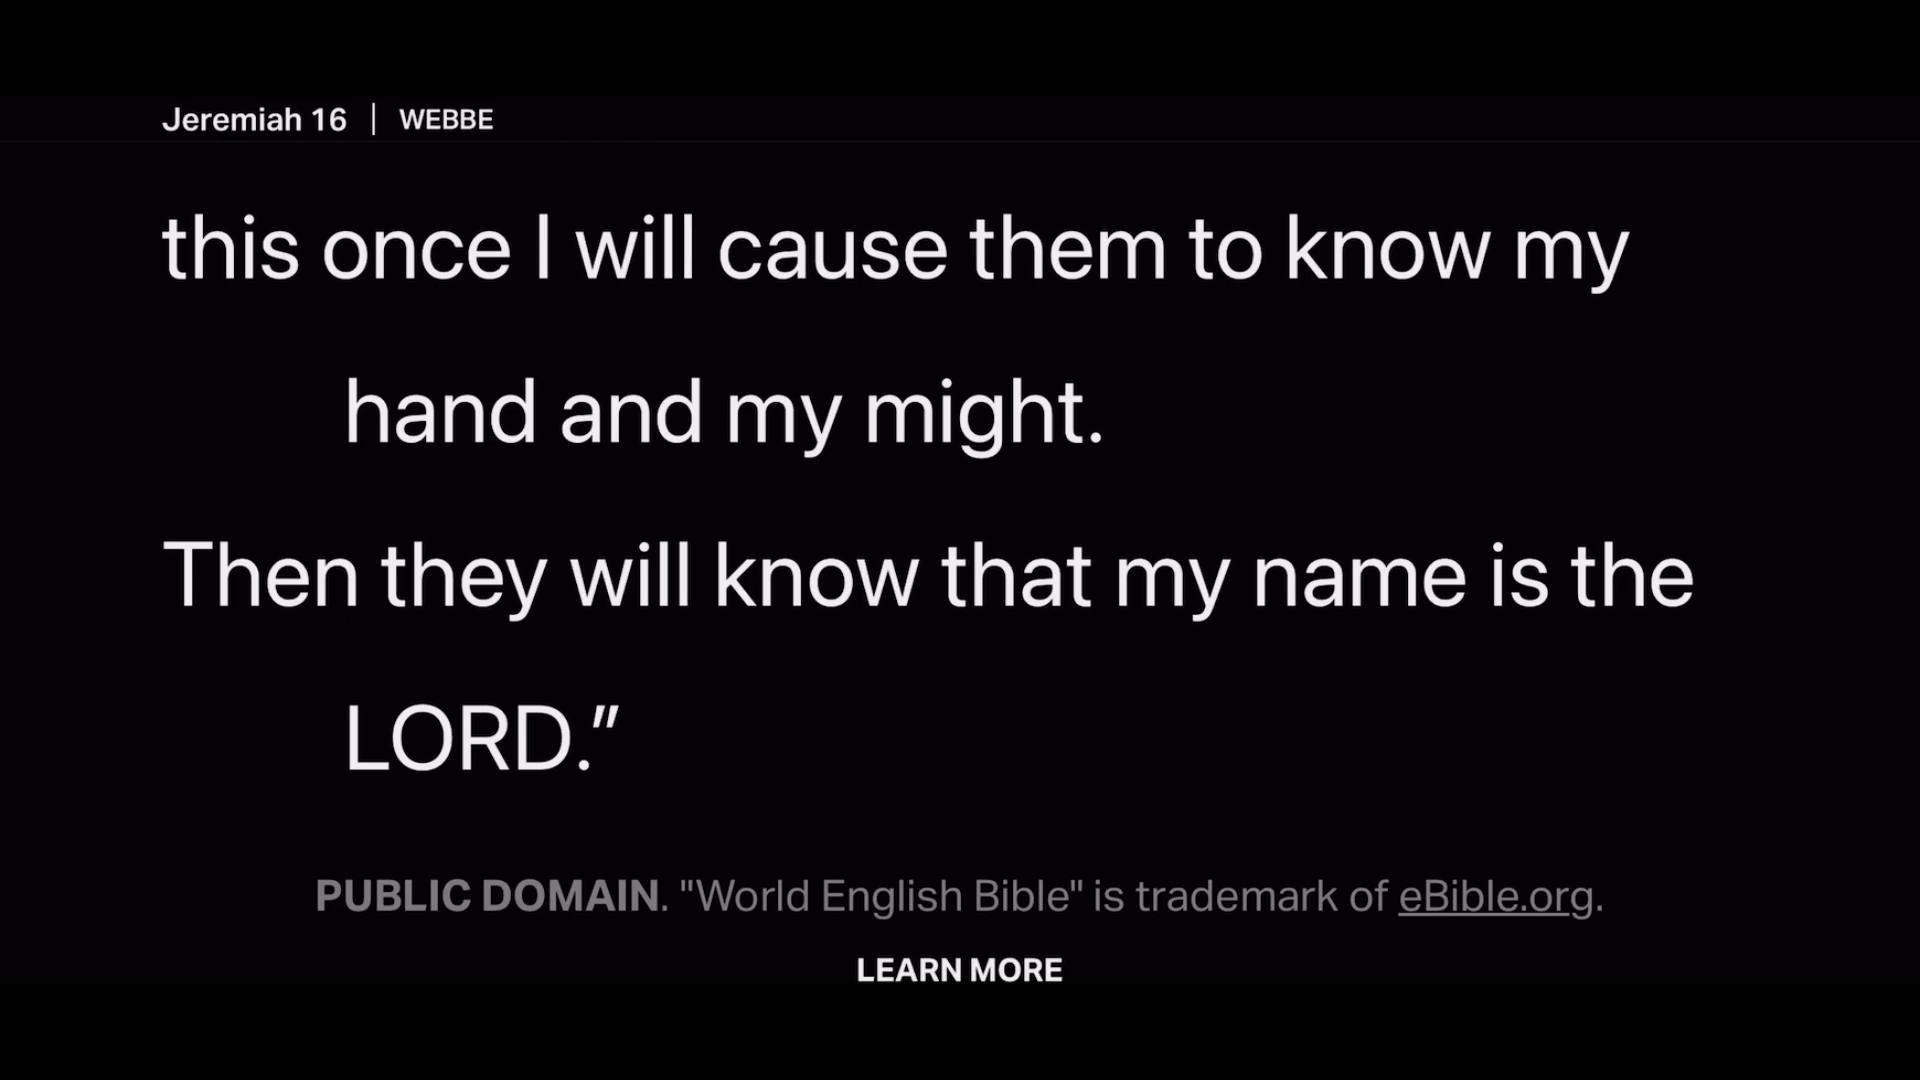 Jeremiah 16 | WEBBE
this once I will cause them to know my
hand and my might.
Then they will know that my name is the
LORD.”
PUBLIC DOMAIN. "World English Bible" is trademark of eBible.org.
LEARN MORE